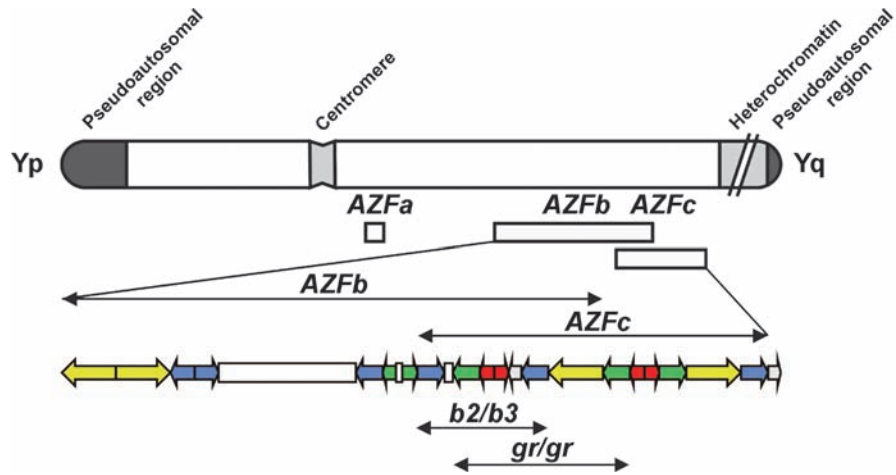 Pseudoautosomal
region
Centromere
Heterochromatin
Pseudoautosomal
region
Yp
Yq
AZFa
AZFb
AZFc
AZFb
AZFc
b2/b3
gr/gr